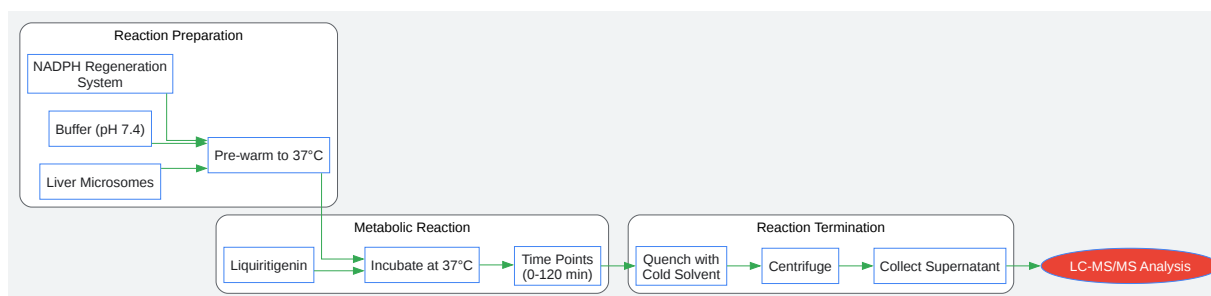 Reaction Preparation
NADPH Regeneration
System
Buffer (pH 7.4)
Pre-warm to 37°C
Liver Microsomes
Metabolic Reaction
Liquiritigenin
Incubate at 37°C
Time Points
(0-120 min)
Reaction Termination
Quench with
Cold Solvent
Centrifuge
Collect Supernatant
LC-MS/MS Analysis